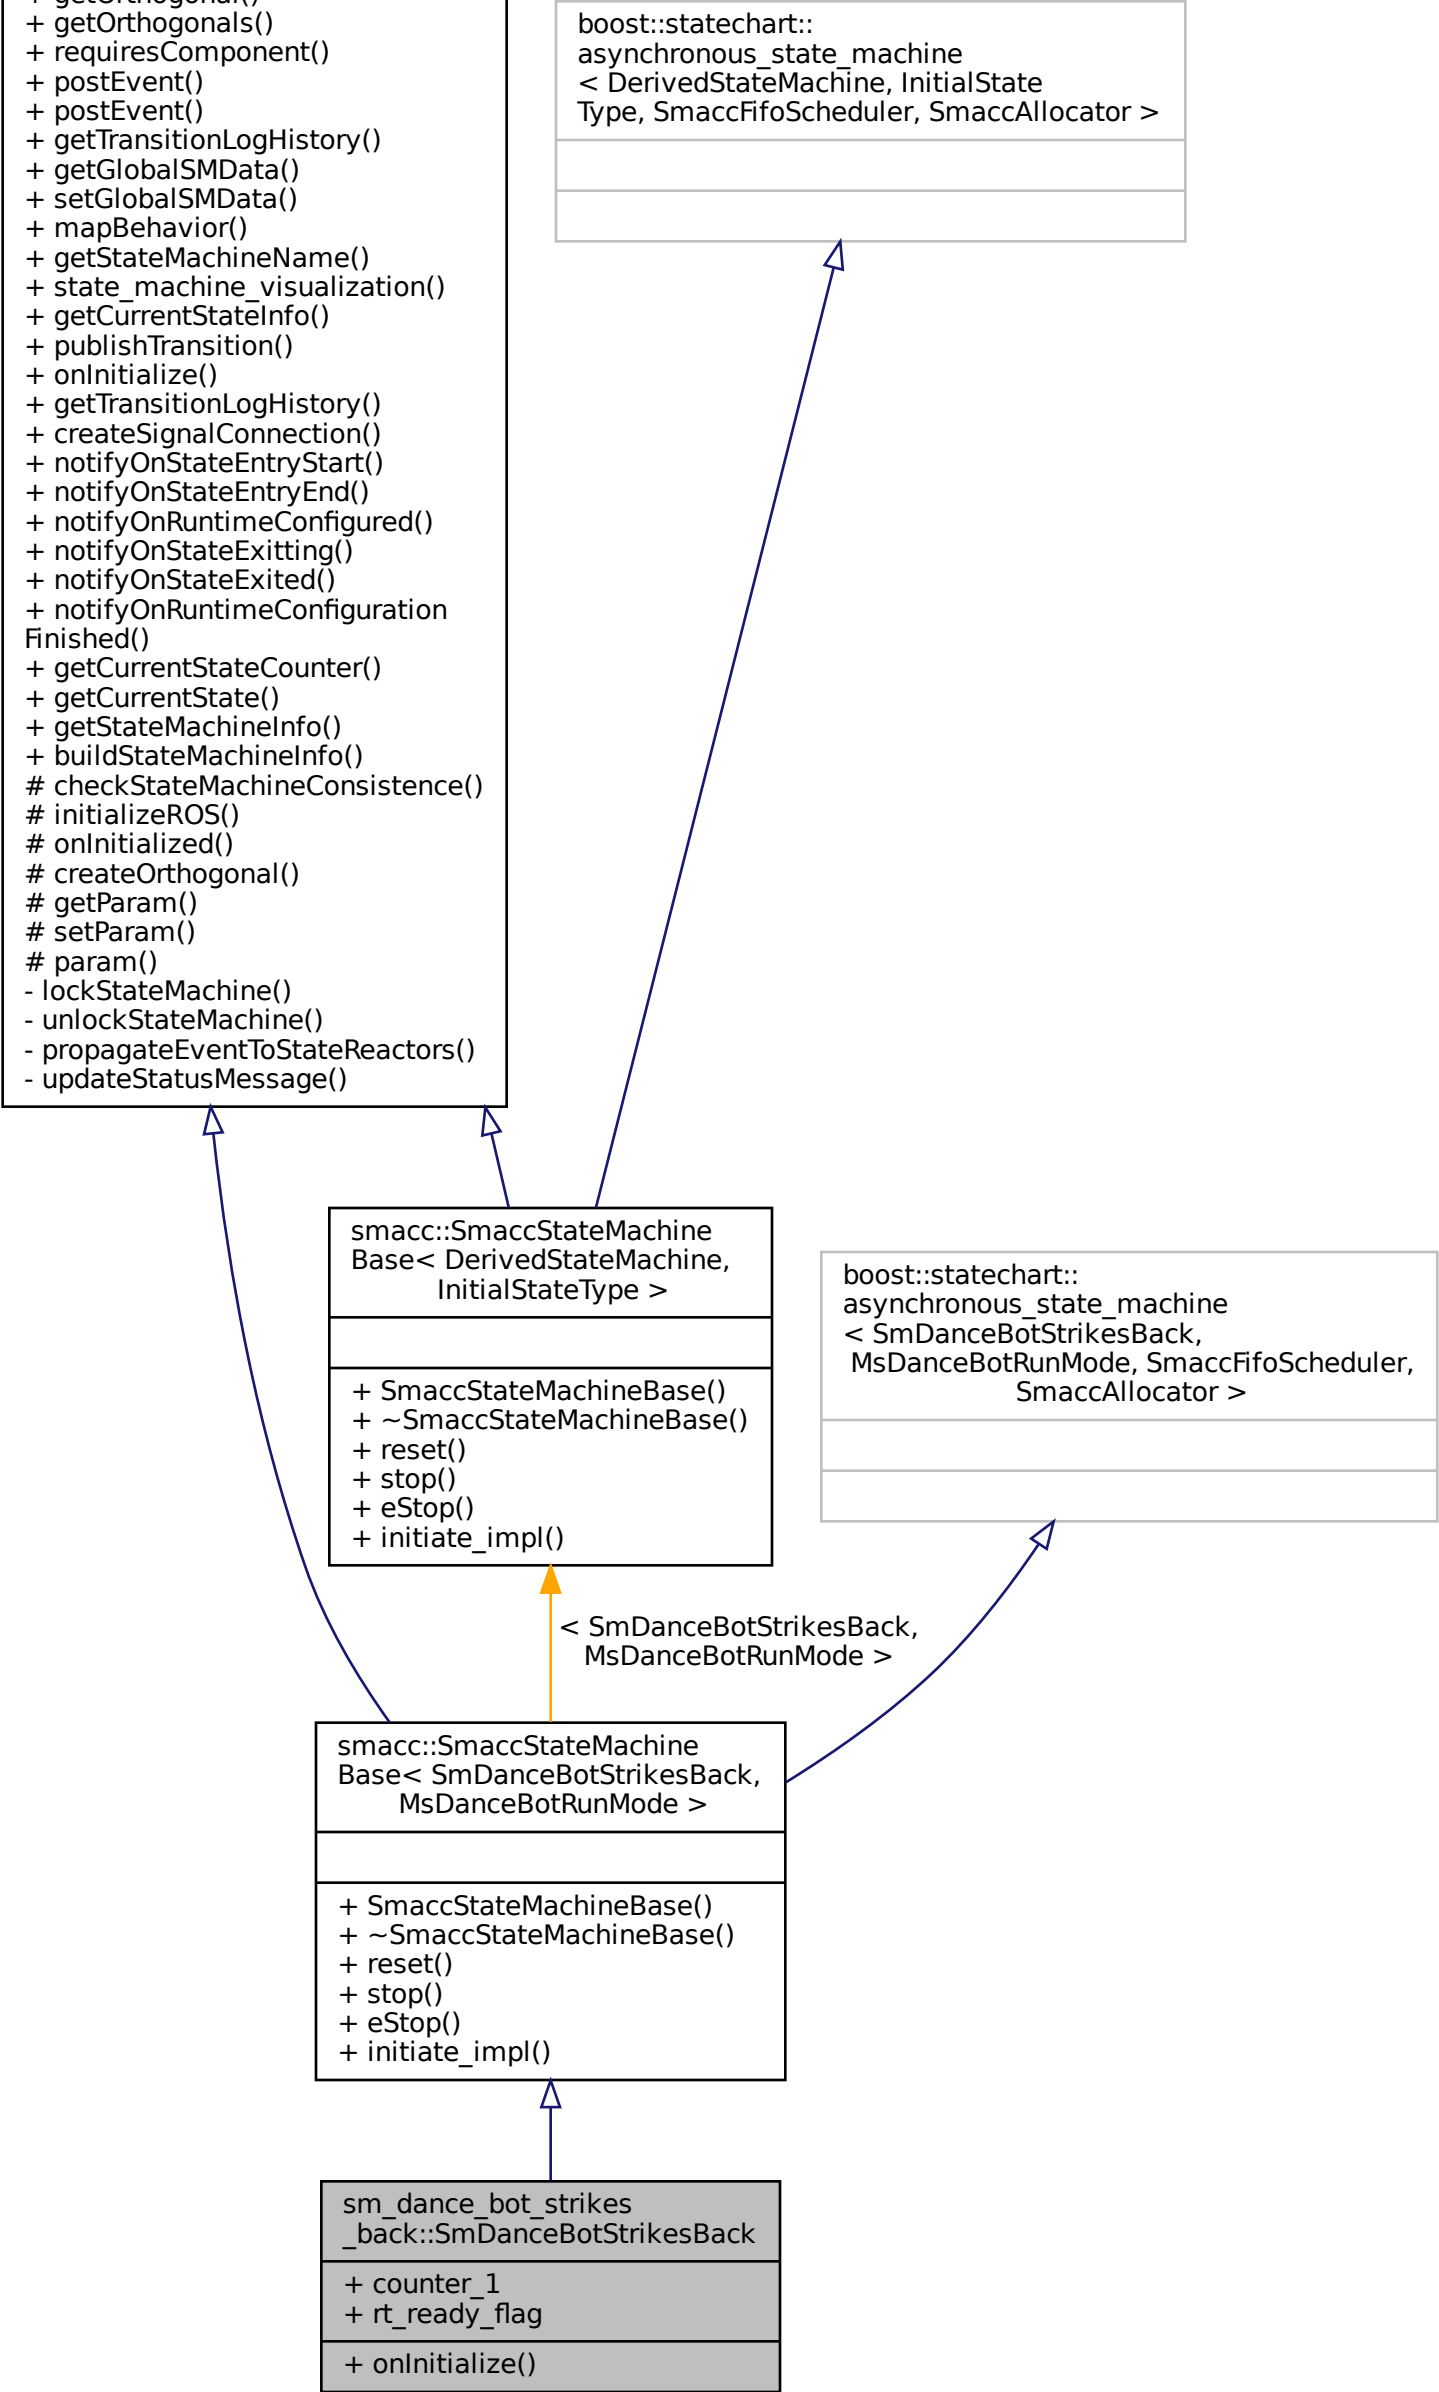 + getOrthogonal()
+ getOrthogonals()
+ requiresComponent()
+ postEvent()
+ postEvent()
+ getTransitionLogHistory()
+ getGlobalSMData()
+ setGlobalSMData()
+ mapBehavior()
+ getStateMachineName()
+ state_machine_visualization()
+ getCurrentStateInfo()
+ publishTransition()
+ onInitialize()
+ getTransitionLogHistory()
+ createSignalConnection()
+ notifyOnStateEntryStart()
+ notifyOnStateEntryEnd()
+ notifyOnRuntimeConfigured()
+ notifyOnStateExitting()
+ notifyOnStateExited()
+ notifyOnRuntimeConfiguration
Finished()
+ getCurrentStateCounter()
+ getCurrentState()
+ getStateMachineInfo()
+ buildStateMachineInfo()
# checkStateMachineConsistence()
# initializeROS()
# onInitialized()
# createOrthogonal()
# getParam()
# setParam()
# param()
- lockStateMachine()
- unlockStateMachine()
- propagateEventToStateReactors()
- updateStatusMessage()
boost::statechart::
asynchronous_state_machine
< DerivedStateMachine, InitialState
Type, SmaccFifoScheduler, SmaccAllocator >
smacc::SmaccStateMachine
Base< DerivedStateMachine,
InitialStateType >
+ SmaccStateMachineBase()
+ ~SmaccStateMachineBase()
+ reset()
+ stop()
+ eStop()
+ initiate_impl()
boost::statechart::
asynchronous_state_machine
< SmDanceBotStrikesBack,
MsDanceBotRunMode, SmaccFifoScheduler,
SmaccAllocator >
< SmDanceBotStrikesBack,
MsDanceBotRunMode >
smacc::SmaccStateMachine
Base< SmDanceBotStrikesBack,
MsDanceBotRunMode >
+ SmaccStateMachineBase()
+ ~SmaccStateMachineBase()
+ reset()
+ stop()
+ eStop()
+ initiate_impl()
sm_dance_bot_strikes
_back::SmDanceBotStrikesBack
+ counter_1
+ rt_ready_flag
+ onInitialize()